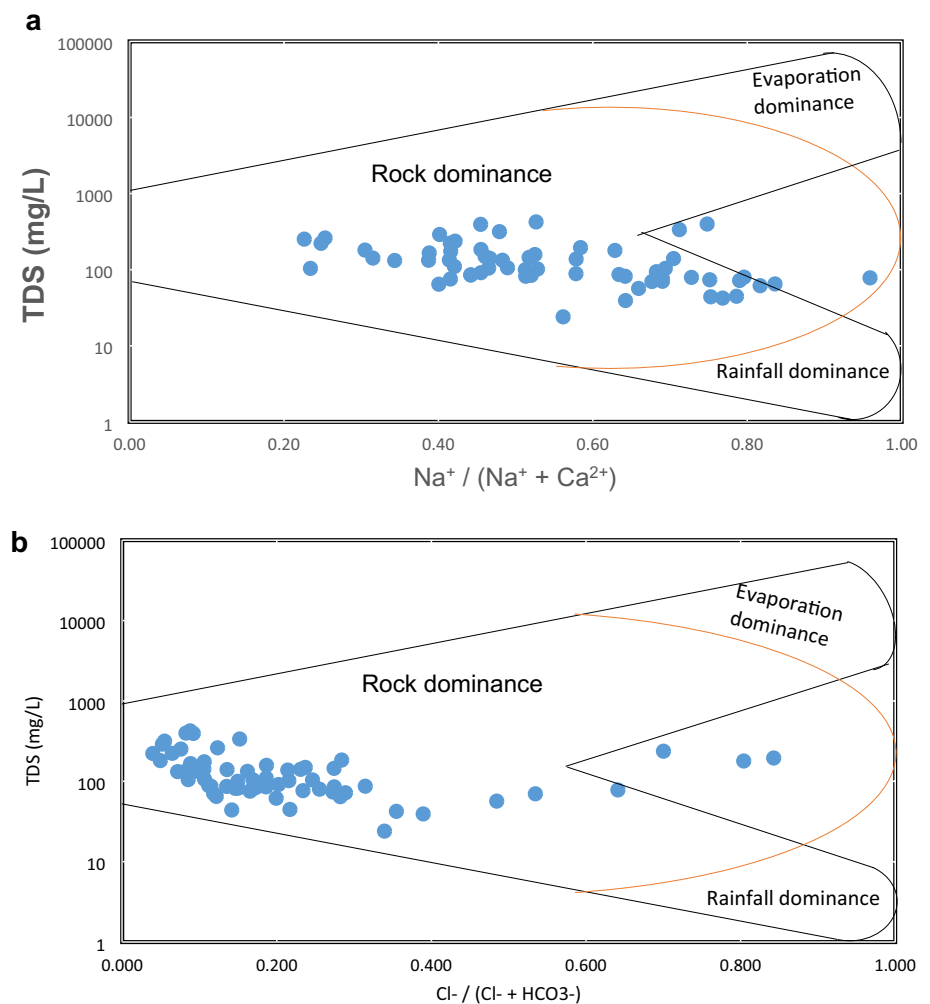 a
100000
10000
1000
100
10
1
TDS (mg/L)
Evaporation
dominance
Rock dominance
Rainfall dominance
0.00
0.20
0.40
0.60
0.80
1.00
Na⁺ / (Na⁺ + Ca²⁺)
b
100000
10000
1000
100
10
1
TDS (mg/L)
Evaporation
dominance
Rock dominance
Rainfall dominance
0.000
0.200
0.400
0.600
0.800
1.000
Cl- / (Cl- + HCO3-)